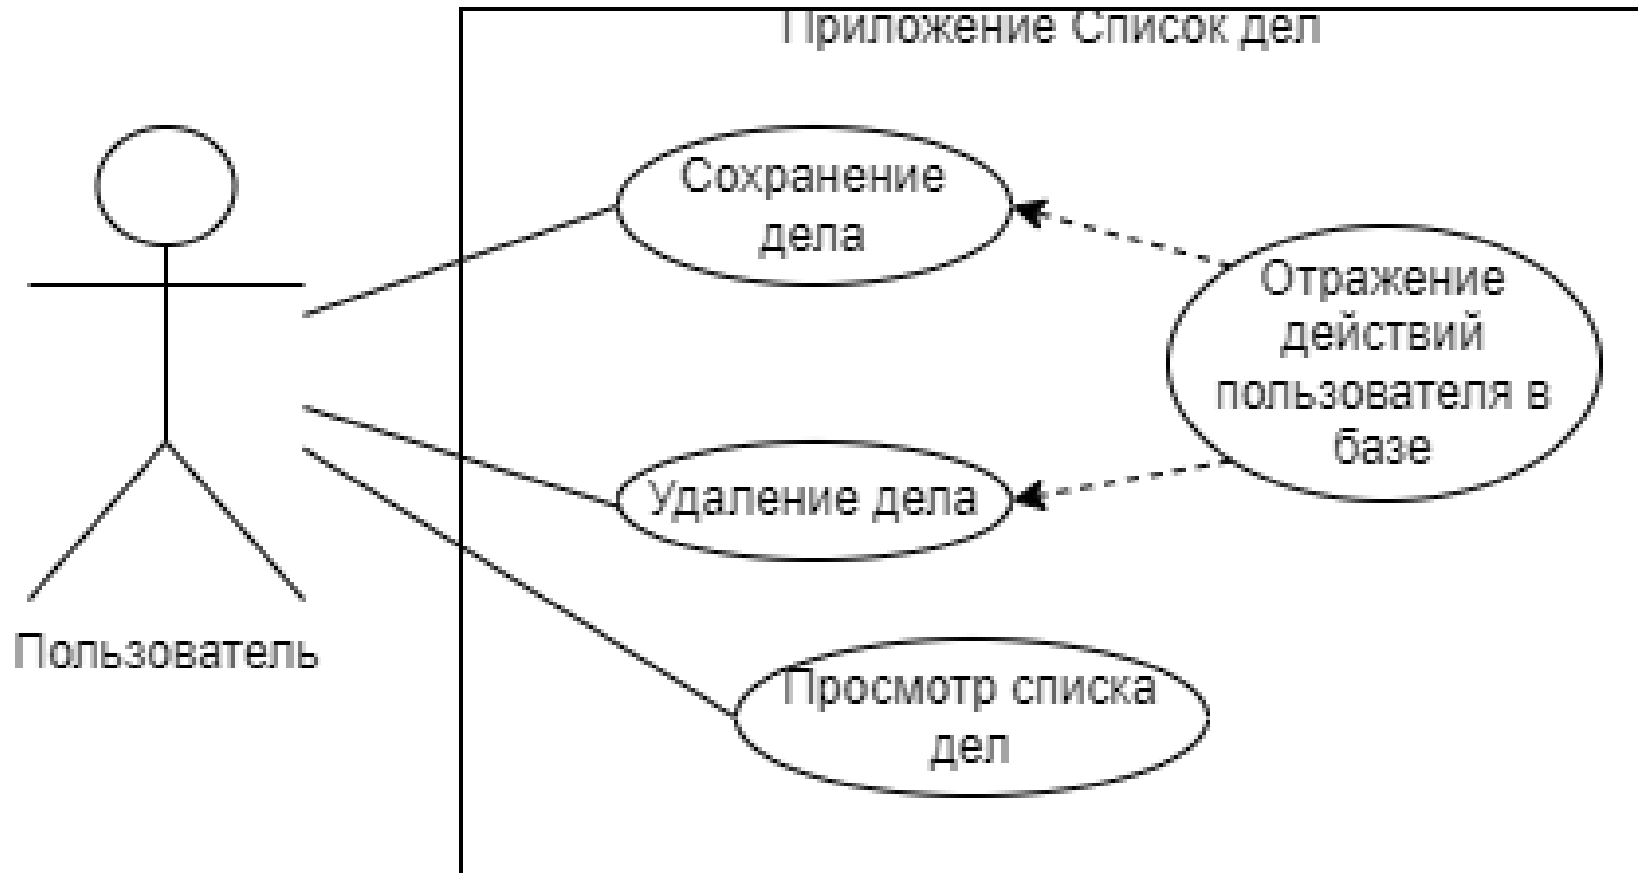 Приложение Список дел
Сохранение
дела
Отражение
действий
пользователя в
базе
Удаление дела
Пользователь
Просмотр списка
дел